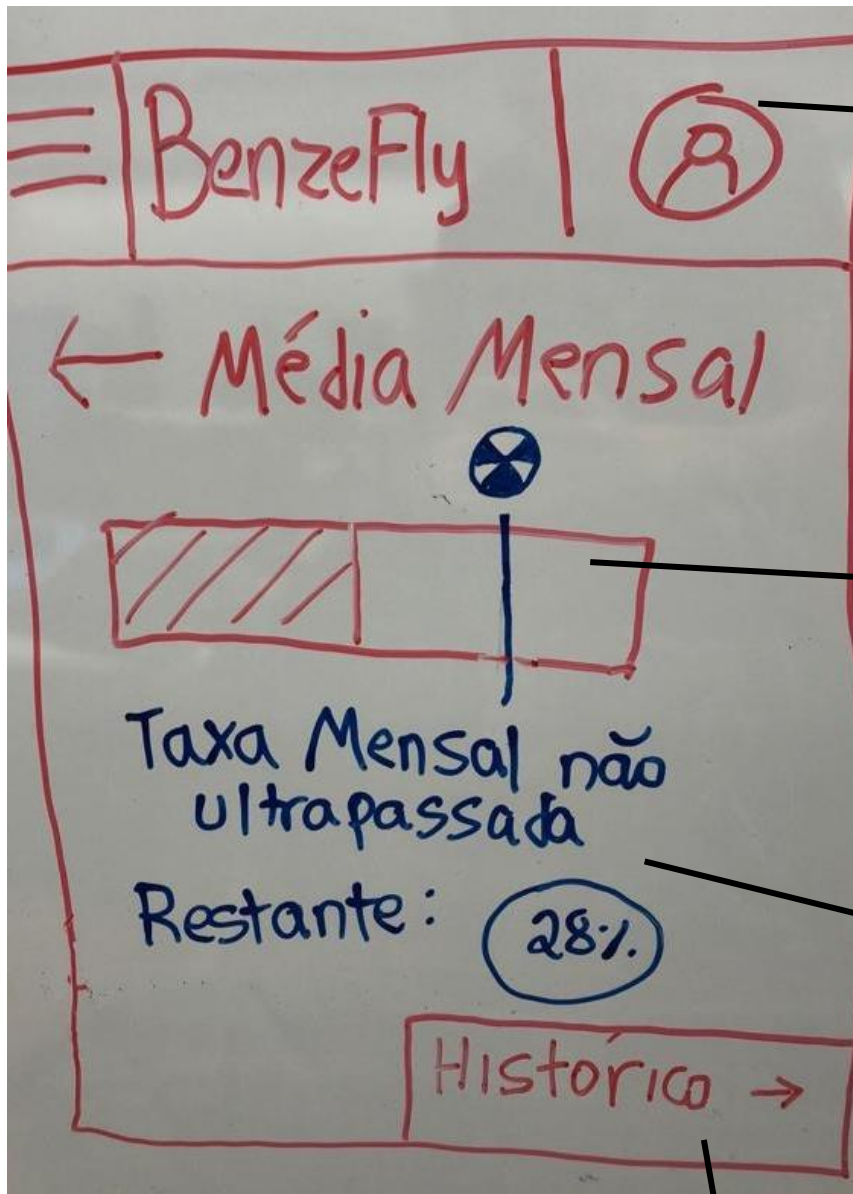 BenzeFly
← Média Mensal
Taxa Mensal não
ultrapassada
Restante: 28%
Histórico →